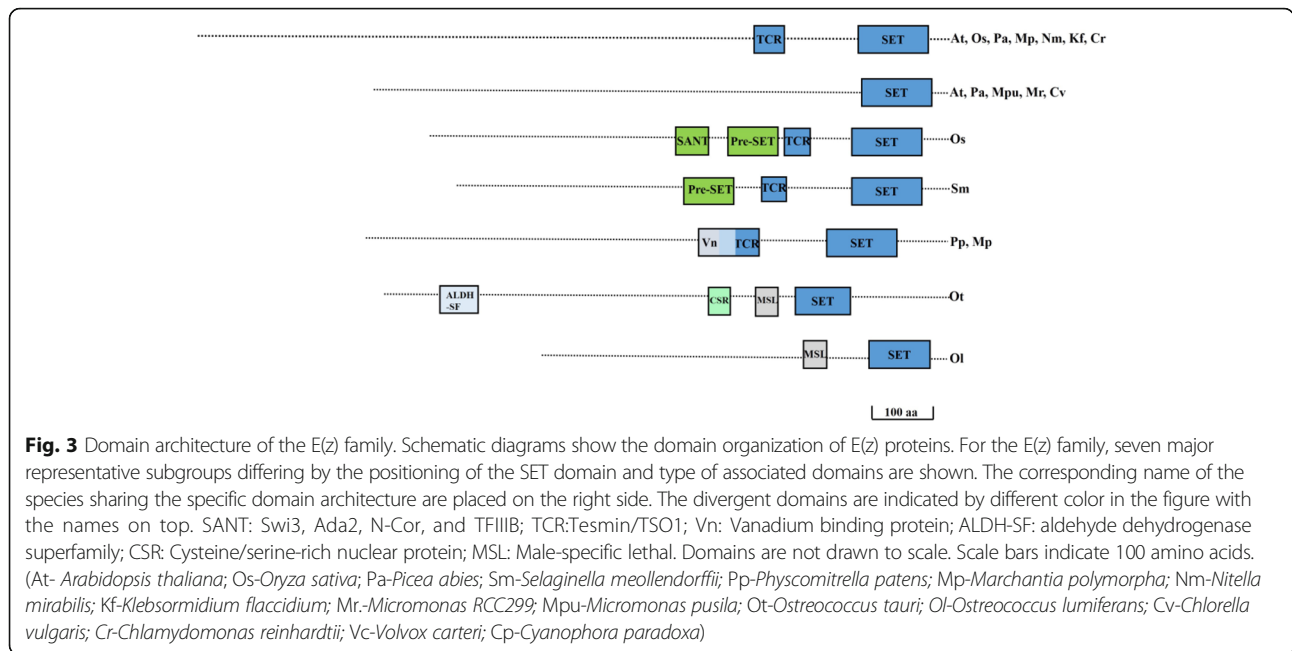 TCR SET At, Os, Pa, Mp, Nm, Kf, Cr
SET At, Pa, Mpu, Mr, Cv
SANT Pre-SET TCR SET Os
Pre-SET TCR SET Sm
Vn TCR SET Pp, Mp
ALDH
-SF CSR MSL SET Ot
MSL SET Ol
100 aa
Fig. 3 Domain architecture of the E(z) family. Schematic diagrams show the domain organization of E(z) proteins. For the E(z) family, seven major
representative subgroups differing by the positioning of the SET domain and type of associated domains are shown. The corresponding name of the
species sharing the specific domain architecture are placed on the right side. The divergent domains are indicated by different color in the figure with
the names on top. SANT: Swi3, Ada2, N-Cor, and TFIIIB; TCR:Tesmin/TSO1; Vn: Vanadium binding protein; ALDH-SF: aldehyde dehydrogenase
superfamily; CSR: Cysteine/serine-rich nuclear protein; MSL: Male-specific lethal. Domains are not drawn to scale. Scale bars indicate 100 amino acids.
(At- Arabidopsis thaliana; Os-Oryza sativa; Pa-Picea abies; Sm-Selaginella meollendorffii; Pp-Physcomitrella patens; Mp-Marchantia polymorpha; Nm-Nitella
mirabilis; Kf-Klebsormidium flaccidium; Mr.-Micromonas RCC299; Mpu-Micromonas pusila; Ot-Ostreococcus tauri; Ol-Ostreococcus lumiferans; Cv-Chlorella
vulgaris; Cr-Chlamydomonas reinhardtii; Vc-Volvox carteri; Cp-Cyanophora paradoxa)